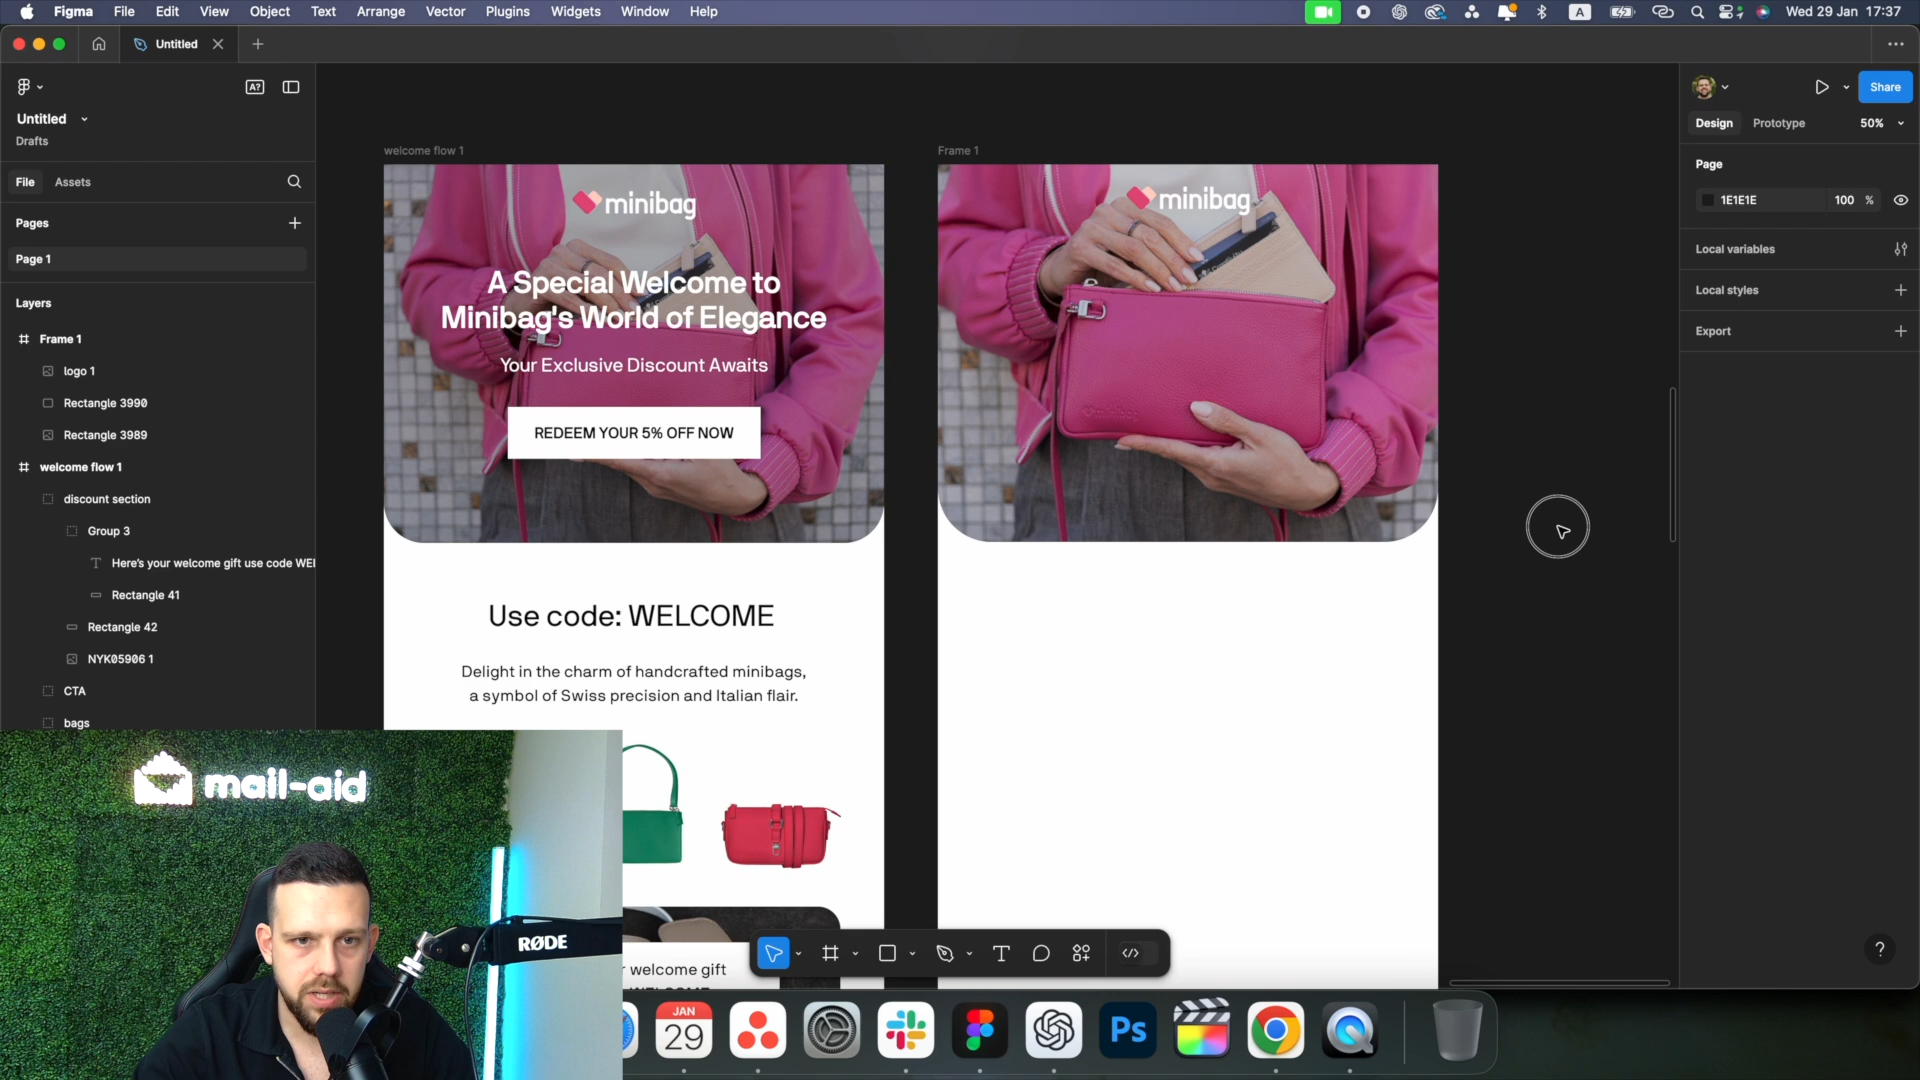 Figma File Edit View Object Text Arrange Vector Plugins Widgets Window Help
A
Wed 29 Jan 17:37
Untitled
A?
Share
Untitled
Drafts
Design Prototype 50%
File Assets
Page
Pages
1E1E1E 100 %
Page 1
Local variables
Layers
Local styles
Frame 1
Export
logo 1
Rectangle 3990
Rectangle 3989
welcome flow 1
discount section
Group 3
T Here's your welcome gift use code WEI
Rectangle 41
Rectangle 42
NYK05906 1
CTA
bags
welcome flow 1
minibag
A Special Welcome to
Minibag's World of Elegance
Your Exclusive Discount Awaits
REDEEM YOUR 5% OFF NOW
Use code: WELCOME
Delight in the charm of handcrafted minibags,
a symbol of Swiss precision and Italian flair.
welcome gift
Frame 1
minibag
mail-aid
RØDE
T
?
JAN
29
Ps